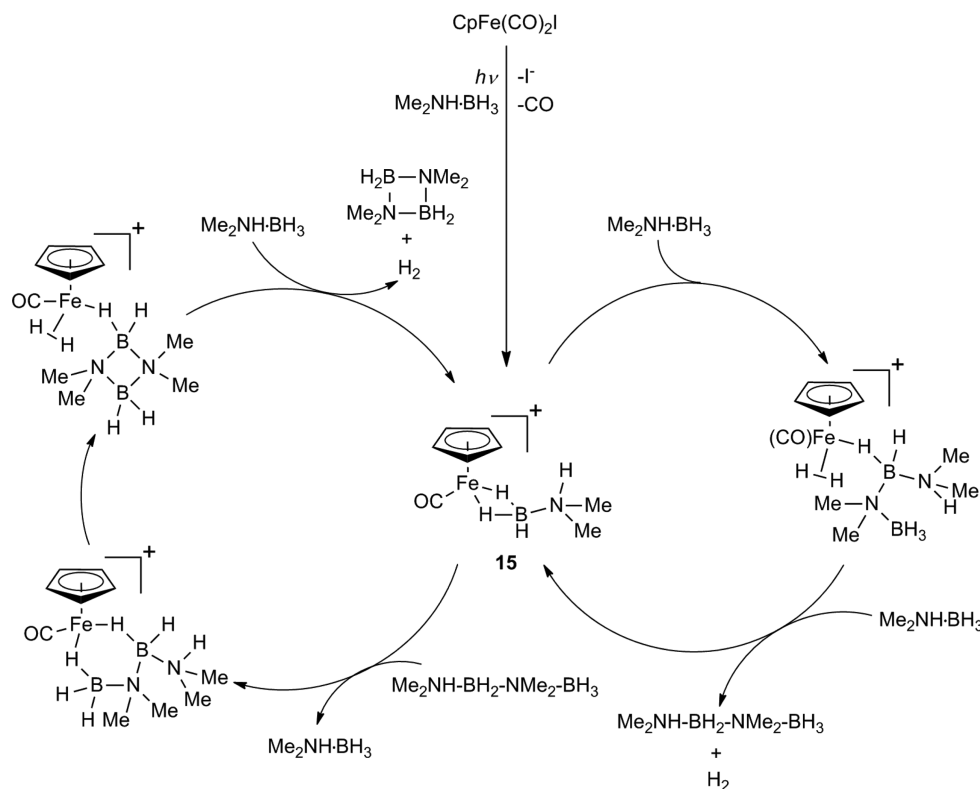 CpFe(CO)₂I
hν -I⁻
Me₂NH·BH₃ -CO
H₂B NMe₂
Me₂N BH₂
+
H₂
Me₂NH·BH₃
Me₂NH·BH₃
+
OC Fe H H
H H
B Me
N N
Me Me Me
B
H H
+
Fe H
OC H B N H Me
H Me
15
+
(CO)Fe H H
H H B Me
N Me
Me N H
Me BH₃
+
OC Fe H H
H B H
H B N N Me
H Me Me Me
Me₂NH-BH₂-NMe₂-BH₃
Me₂NH·BH₃
Me₂NH·BH₃
Me₂NH-BH₂-NMe₂-BH₃
+
H₂